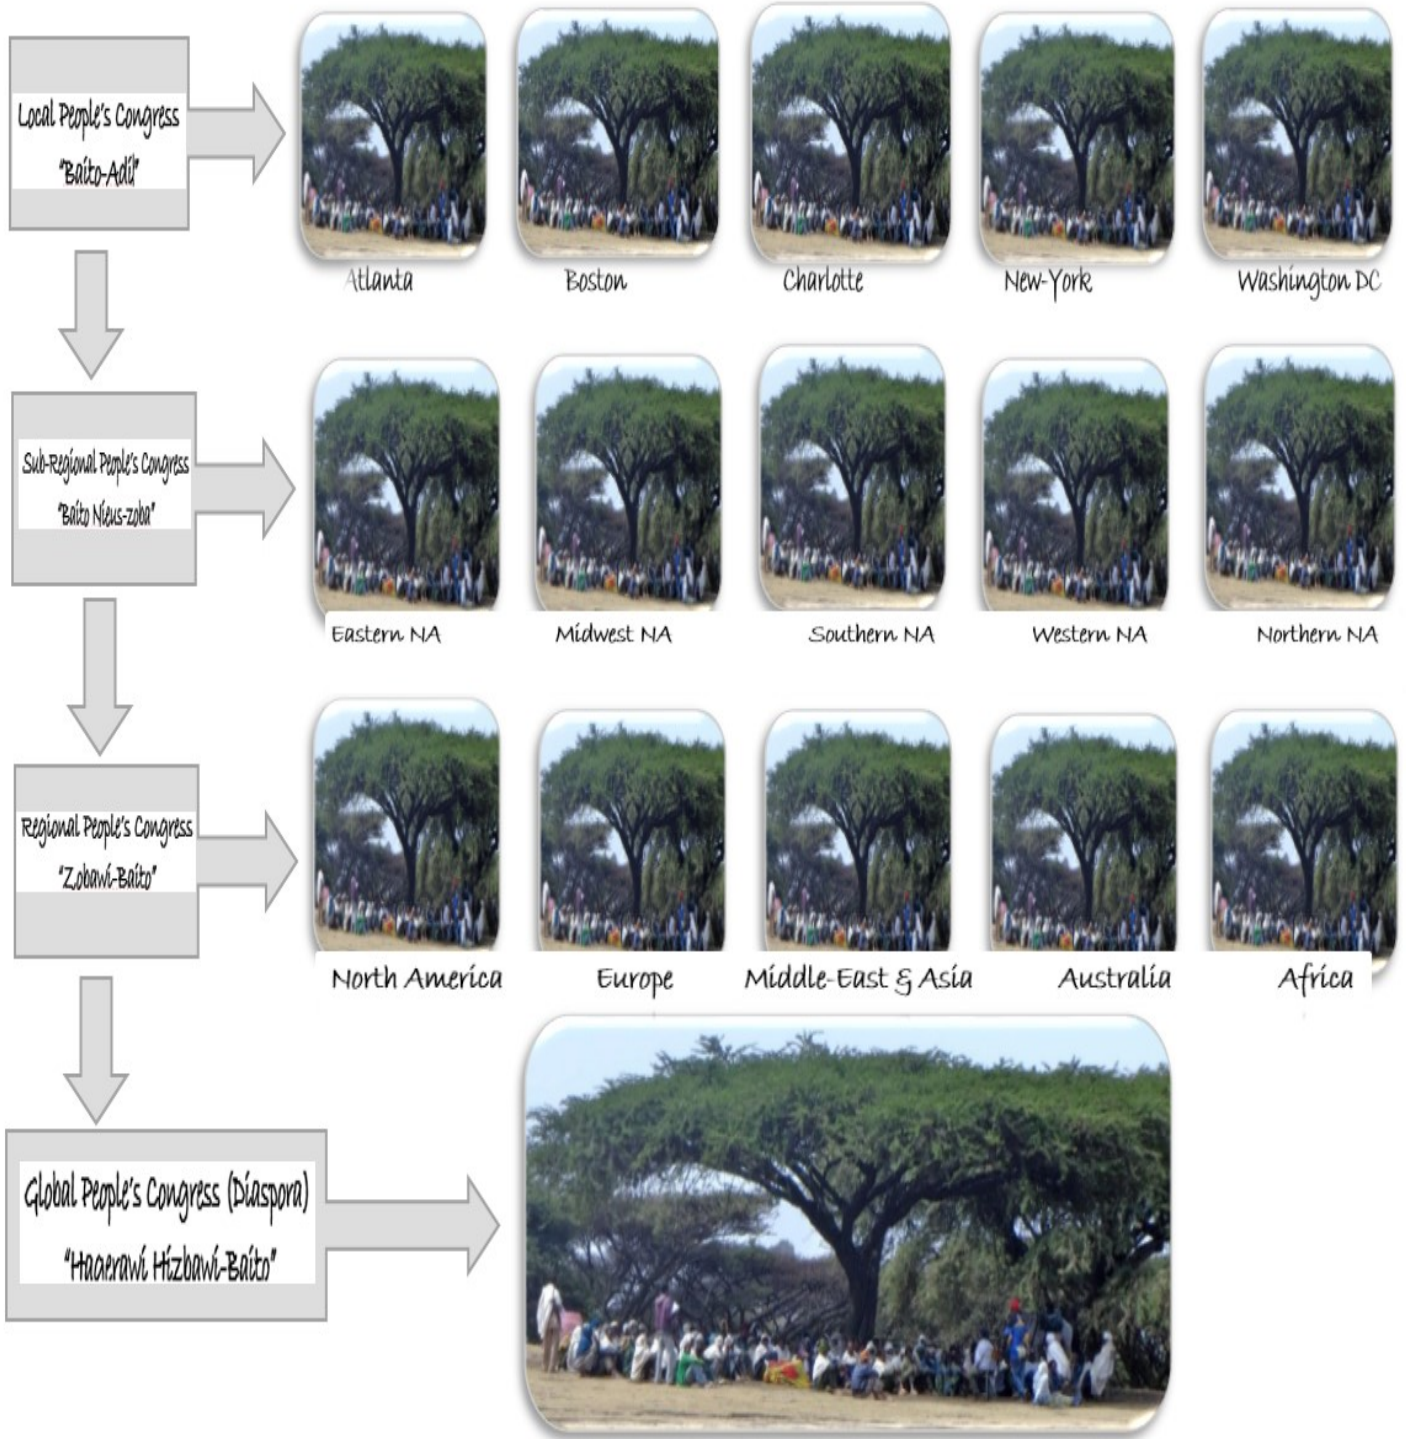 Local People's Congress
"Baito-Adi"
Atlanta
Boston
Charlotte
New-York
Washington DC
Sub-Regional People's Congress
"Baito Nieus-zoba"
Eastern NA
Midwest NA
Southern NA
Western NA
Northern NA
Regional People's Congress
"Zobawi-Baito"
North America
Europe
Middle-East & Asia
Australia
Africa
Global People's Congress (Diaspora)
"Hagerawi Hizbawi-Baito"